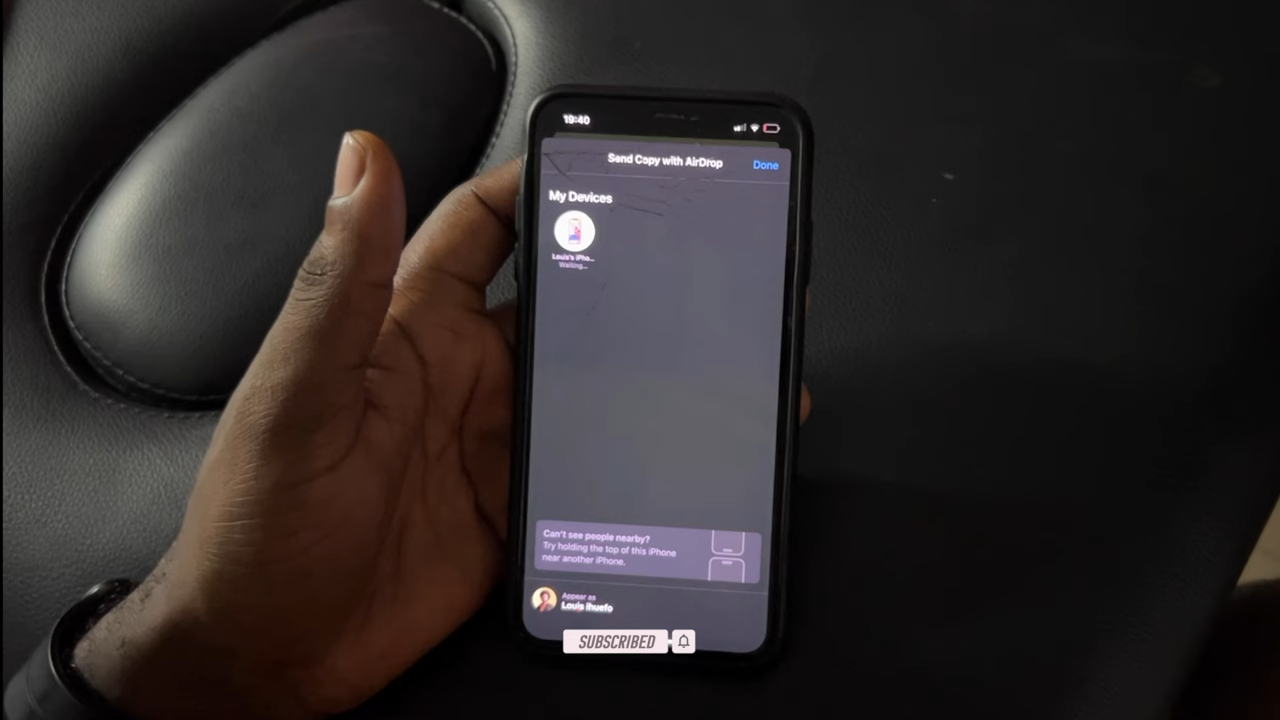 19:40
Send Copy with AirDrop
Done
My Devices
Louis's iPho...
Waiting...
Can't see people nearby?
Try holding the top of this iPhone
near another iPhone.
Appear as
Louis Ihuefo
SUBSCRIBED